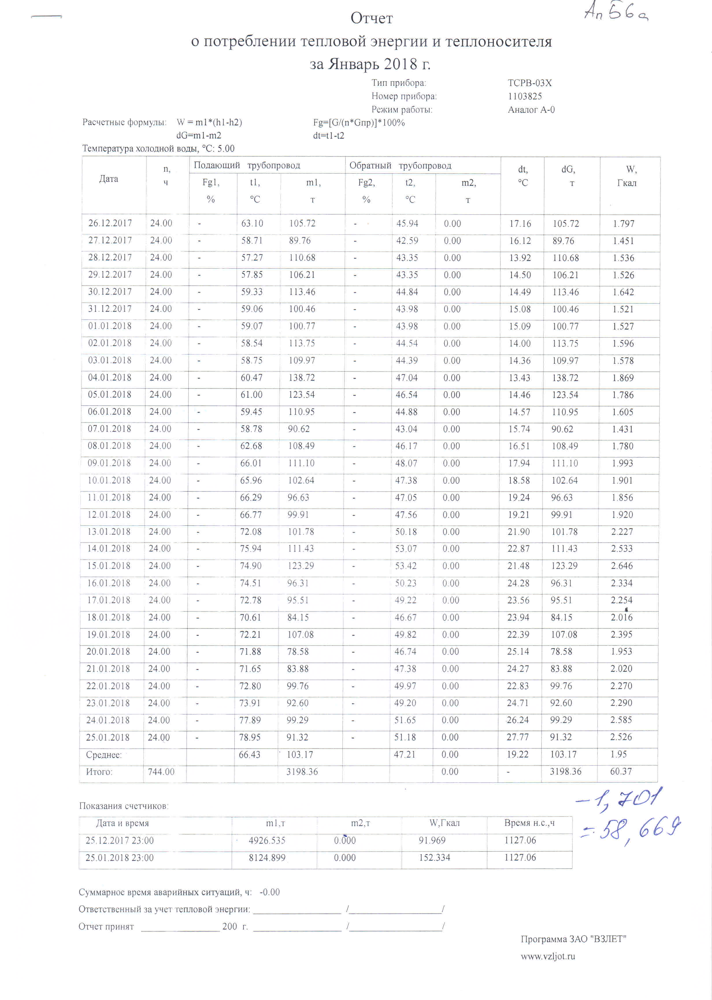 Ап 56а
Отчет
о потреблении тепловой энергии и теплоносителя
за Январь 2018 г.
Тип прибора: ТСРВ-03Х
Номер прибора: 1103825
Режим работы: Аналог А-0
Расчетные формулы: W = m1*(h1-h2) Fg=[G/(n*Gпр)]*100%
dG=m1-m2 dt=t1-t2
Температура холодной воды, °C: 5.00
Дата n, ч Подающий трубопровод Обратный трубопровод dt, °C dG, т W, Гкал
Fg1, % t1, °C m1, т Fg2, % t2, °C m2, т
26.12.2017 24.00 - 63.10 105.72 - 45.94 0.00 17.16 105.72 1.797
27.12.2017 24.00 - 58.71 89.76 - 42.59 0.00 16.12 89.76 1.451
28.12.2017 24.00 - 57.27 110.68 - 43.35 0.00 13.92 110.68 1.536
29.12.2017 24.00 - 57.85 106.21 - 43.35 0.00 14.50 106.21 1.526
30.12.2017 24.00 - 59.33 113.46 - 44.84 0.00 14.49 113.46 1.642
31.12.2017 24.00 - 59.06 100.46 - 43.98 0.00 15.08 100.46 1.521
01.01.2018 24.00 - 59.07 100.77 - 43.98 0.00 15.09 100.77 1.527
02.01.2018 24.00 - 58.54 113.75 - 44.54 0.00 14.00 113.75 1.596
03.01.2018 24.00 - 58.75 109.97 - 44.39 0.00 14.36 109.97 1.578
04.01.2018 24.00 - 60.47 138.72 - 47.04 0.00 13.43 138.72 1.869
05.01.2018 24.00 - 61.00 123.54 - 46.54 0.00 14.46 123.54 1.786
06.01.2018 24.00 - 59.45 110.95 - 44.88 0.00 14.57 110.95 1.605
07.01.2018 24.00 - 58.78 90.62 - 43.04 0.00 15.74 90.62 1.431
08.01.2018 24.00 - 62.68 108.49 - 46.17 0.00 16.51 108.49 1.780
09.01.2018 24.00 - 66.01 111.10 - 48.07 0.00 17.94 111.10 1.993
10.01.2018 24.00 - 65.96 102.64 - 47.38 0.00 18.58 102.64 1.901
11.01.2018 24.00 - 66.29 96.63 - 47.05 0.00 19.24 96.63 1.856
12.01.2018 24.00 - 66.77 99.91 - 47.56 0.00 19.21 99.91 1.920
13.01.2018 24.00 - 72.08 101.78 - 50.18 0.00 21.90 101.78 2.227
14.01.2018 24.00 - 75.94 111.43 - 53.07 0.00 22.87 111.43 2.533
15.01.2018 24.00 - 74.90 123.29 - 53.42 0.00 21.48 123.29 2.646
16.01.2018 24.00 - 74.51 96.31 - 50.23 0.00 24.28 96.31 2.334
17.01.2018 24.00 - 72.78 95.51 - 49.22 0.00 23.56 95.51 2.254
18.01.2018 24.00 - 70.61 84.15 - 46.67 0.00 23.94 84.15 2.016
19.01.2018 24.00 - 72.21 107.08 - 49.82 0.00 22.39 107.08 2.395
20.01.2018 24.00 - 71.88 78.58 - 46.74 0.00 25.14 78.58 1.953
21.01.2018 24.00 - 71.65 83.88 - 47.38 0.00 24.27 83.88 2.020
22.01.2018 24.00 - 72.80 99.76 - 49.97 0.00 22.83 99.76 2.270
23.01.2018 24.00 - 73.91 92.60 - 49.20 0.00 24.71 92.60 2.290
24.01.2018 24.00 - 77.89 99.29 - 51.65 0.00 26.24 99.29 2.585
25.01.2018 24.00 - 78.95 91.32 - 51.18 0.00 27.77 91.32 2.526
Среднее: 66.43 103.17 47.21 0.00 19.22 103.17 1.95
Итого: 744.00 3198.36 0.00 - 3198.36 60.37
-1,701
=58,669
Показания счетчиков:
Дата и время m1,т m2,т W,Гкал Время н.с.,ч
25.12.2017 23:00 4926.535 0.000 91.969 1127.06
25.01.2018 23:00 8124.899 0.000 152.334 1127.06
Суммарное время аварийных ситуаций, ч: -0.00
Ответственный за учет тепловой энергии: / /
Отчет принят 200 г. / /
Программа ЗАО "ВЗЛЕТ"
www.vzljot.ru